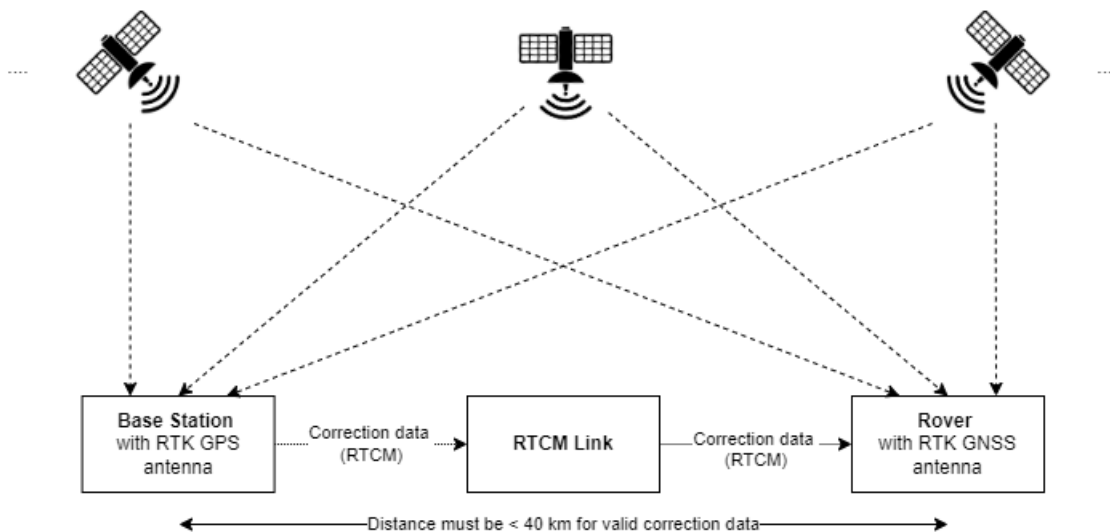 Base Station
with RTK GPS
antenna
Correction data
(RTCM)
RTCM Link
Correction data
(RTCM)
Rover
with RTK GNSS
antenna
Distance must be < 40 km for valid correction data